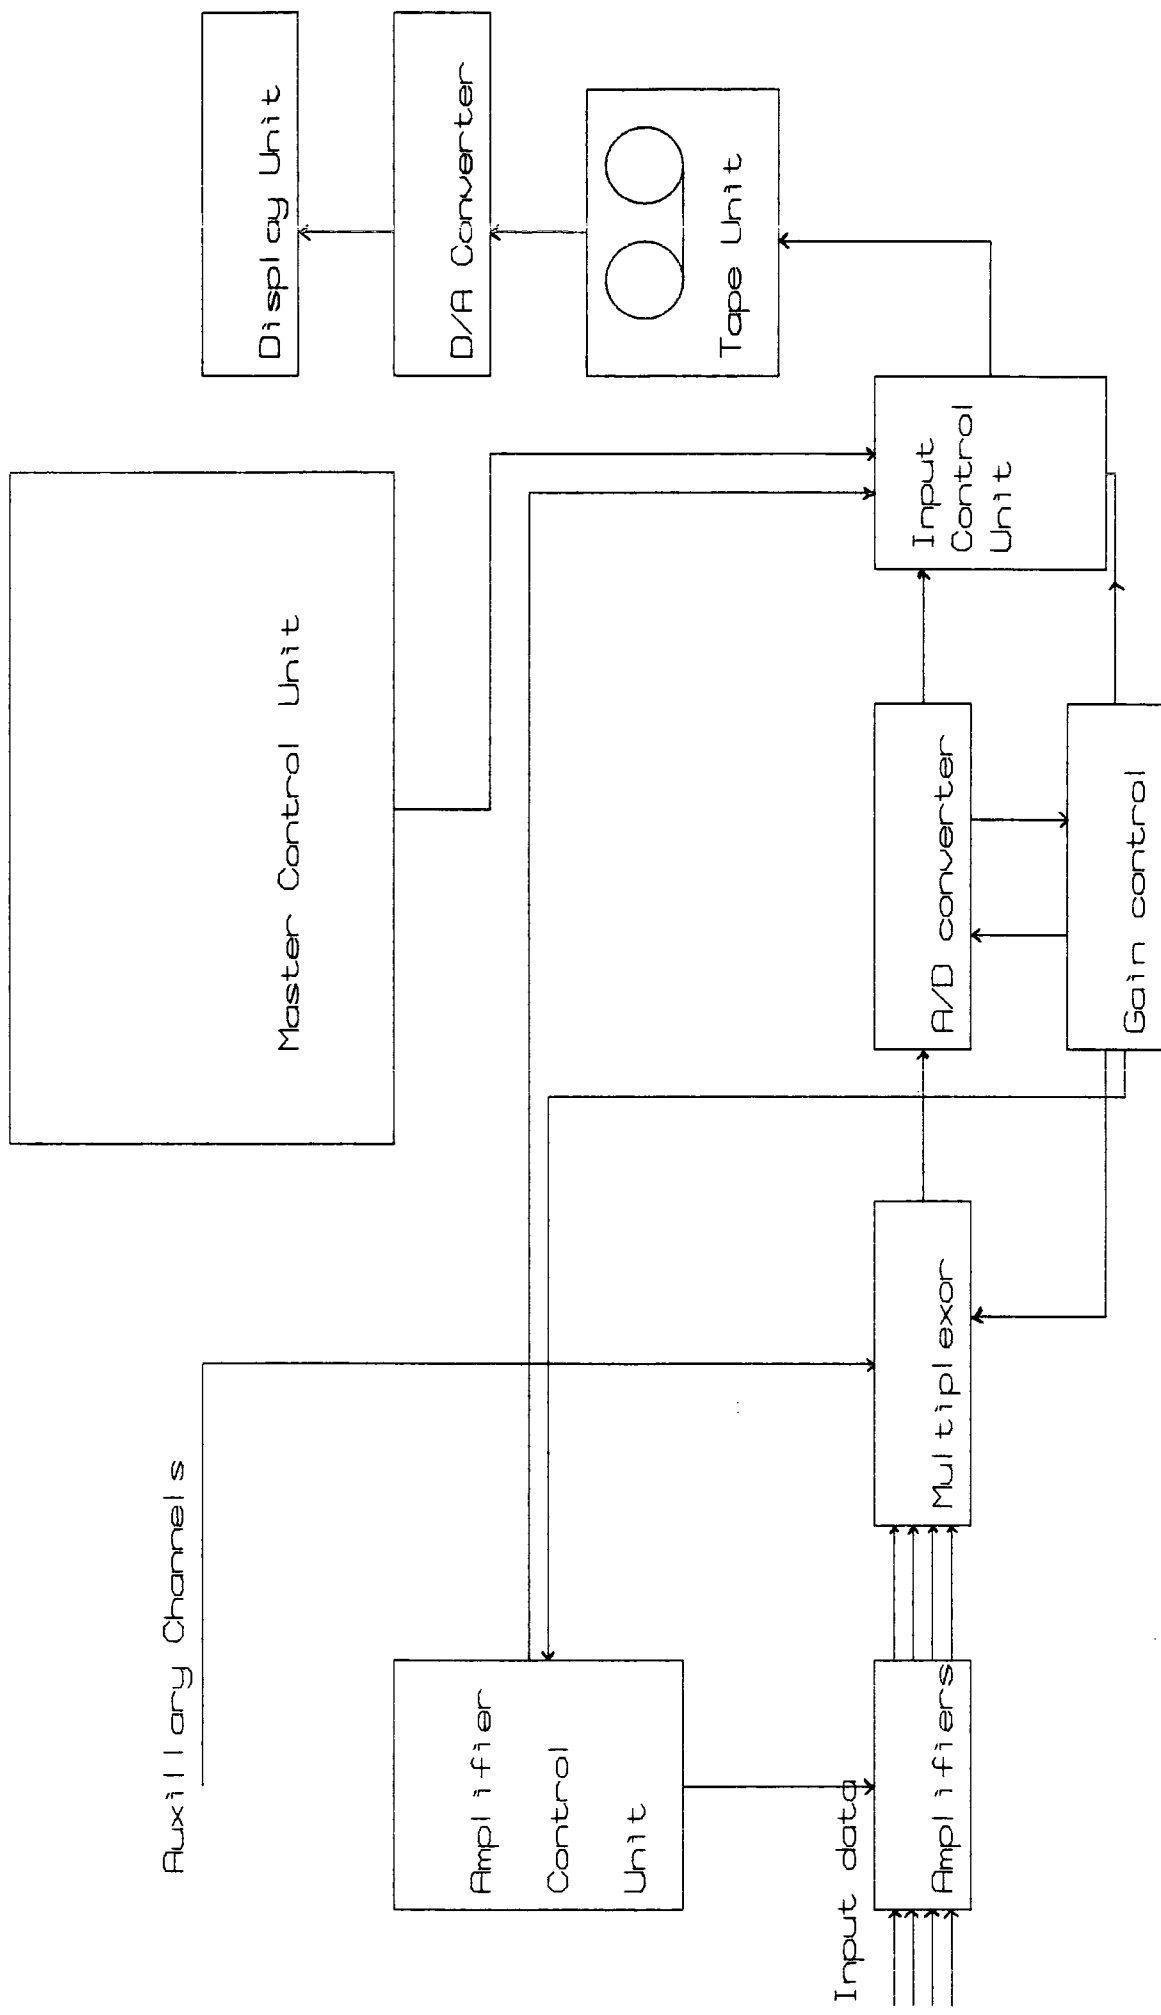 Auxillary Channels
Master Control Unit
Display Unit
D/A Converter
Amplifier
Control
Unit
Tape Unit
Input data
Amplifiers
Multiplexor
A/D converter
Input
Control
Unit
Gain control